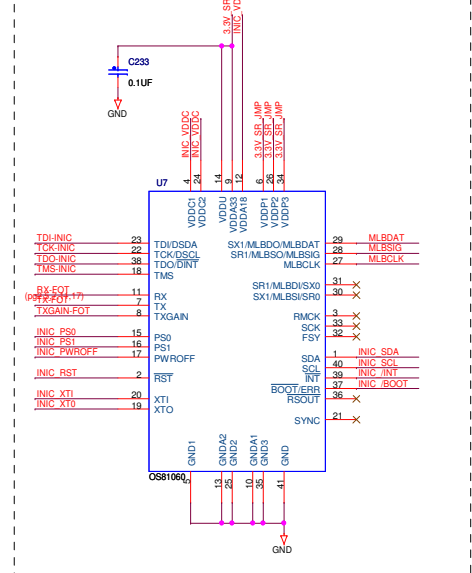 3.3V_SR
INIC_VD
C233
0.1UF
GND
INIC_VDDC
3.3V_SR_JMP
3.3V_SR_JMP
4
24
14
9
12
6
26
34
U7
VDDC1
VDDC2
VDDU
VDDA33
VDDA18
VDDP1
VDDP2
VDDP3
TDI-INIC 23 TDI/DSDA
TCK-INIC 22 TCK/DSCL
TDO-INIC 38 TDO/DINT
TMS-INIC 18 TMS
RX-FOT 11 RX
TX-FOT 7 TX
TXGAIN-FOT 8 TXGAIN
INIC_PS0 15 PS0
INIC_PS1 16 PS1
INIC_PWROFF 17 PWROFF
INIC_RST 2 RST
INIC_XTI 20 XTI
INIC_XT0 19 XTO
SX1/MLBDO/MLBDAT 29 MLBDAT
SR1/MLBSO/MLBSIG 28 MLBSIG
MLBCLK 27 MLBCLK
SR1/MLBDI/SX0 31
SX1/MLBSI/SR0 30
RMCK 3
SCK 33
FSY 32
SDA 1 INIC_SDA
SCL 40 INIC_SCL
INT 39 INIC_/INT
BOOT/ERR 37 INIC_/BOOT
RSOUT 36
SYNC 21
GND1
GNDA2
GND2
GNDA1
GND3
GND
OS81060
5
13
25
10
35
41
GND